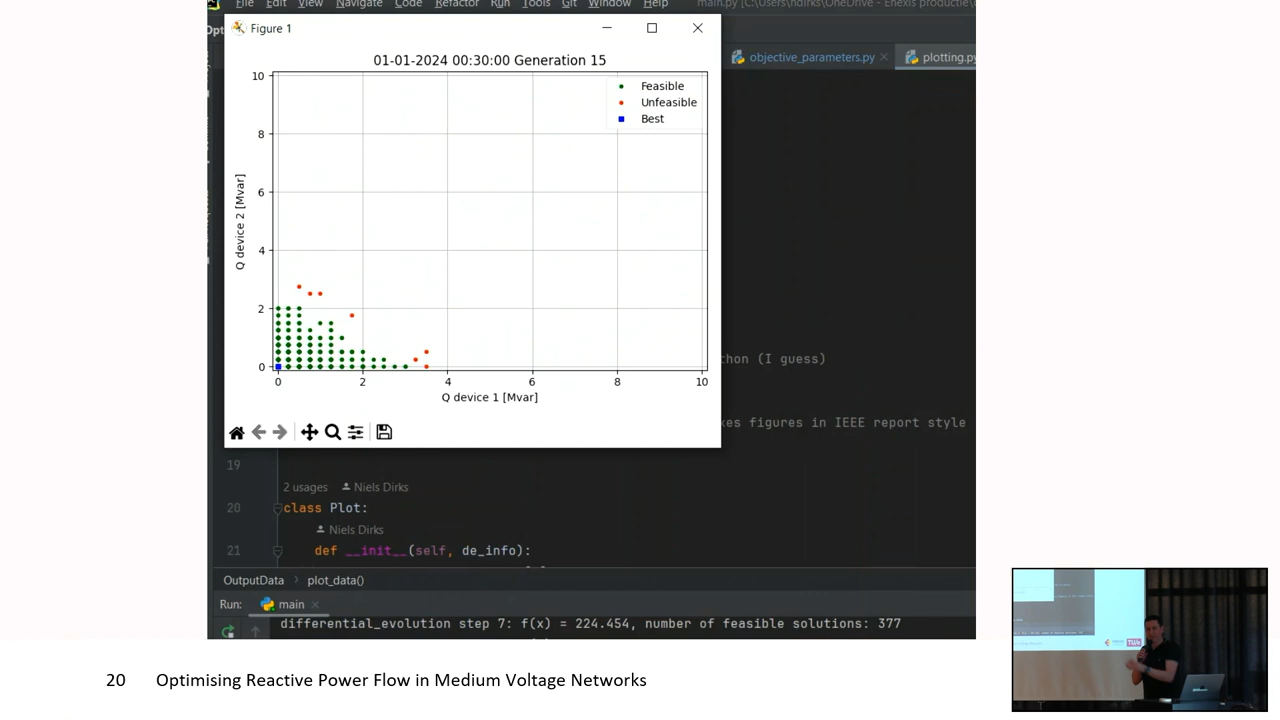 File Edit View Navigate Code Refactor Run Tools Git Window Help
Figure 1
objective_parameters.py
plotting.py
01-01-2024 00:30:00 Generation 15
10
8
6
4
2
0
Q device 2 [Mvar]
Feasible
Unfeasible
Best
0 2 4 6 8 10
Q device 1 [Mvar]
thon (I guess)
kes figures in IEEE report style
19
2 usages Niels Dirks
20 class Plot:
Niels Dirks
21 def __init__(self, de_info):
OutputData › plot_data()
Run: main
differential_evolution step 7: f(x) = 224.454, number of feasible solutions: 377
20 Optimising Reactive Power Flow in Medium Voltage Networks